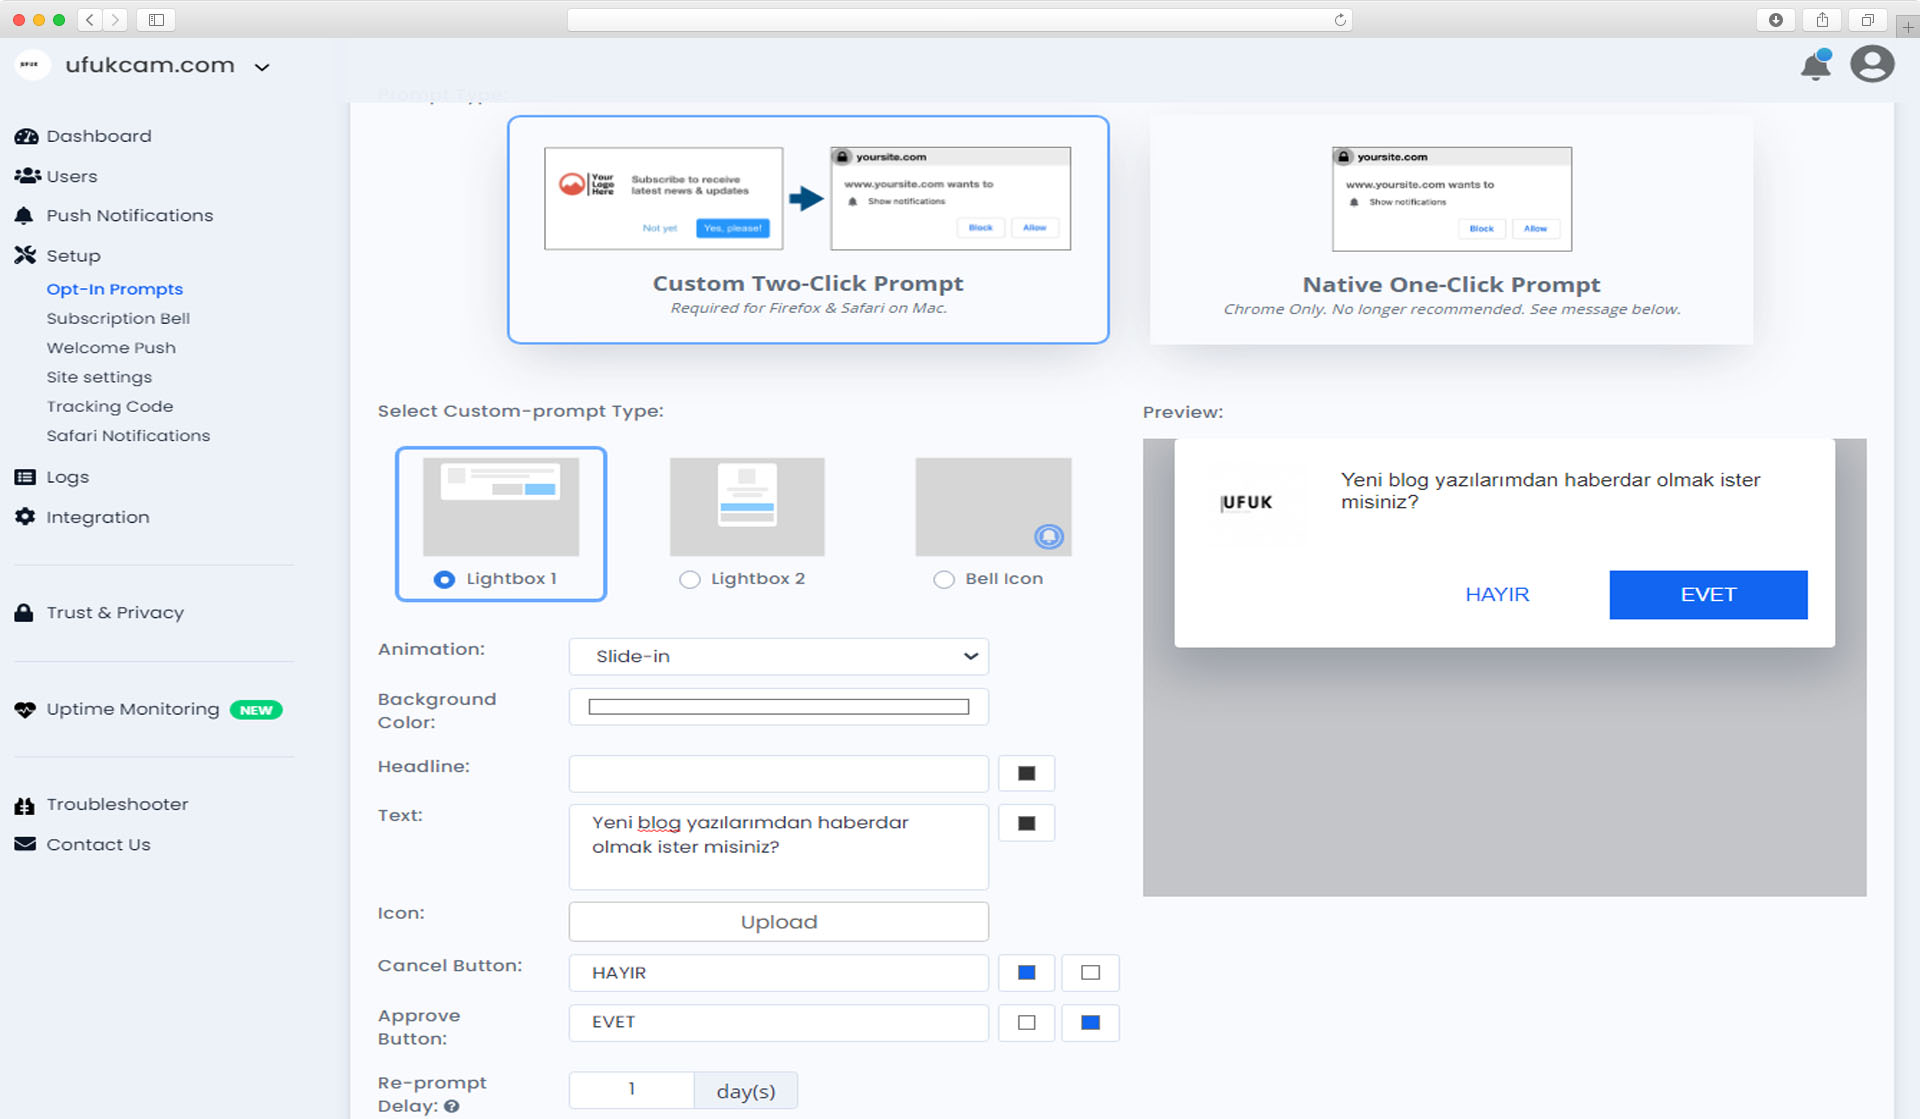 UFUK
ufukcam.com
Dashboard
Users
Push Notifications
Setup
Opt-In Prompts
Subscription Bell
Welcome Push
Site settings
Tracking Code
Safari Notifications
Logs
Integration
Trust & Privacy
Uptime Monitoring NEW
Troubleshooter
Contact Us
Prompt Type:
Your
Logo
Here
Subscribe to receive
latest news & updates
Not yet Yes, please!
yoursite.com
www.yoursite.com wants to
Show notifications
Block Allow
Custom Two-Click Prompt
Required for Firefox & Safari on Mac.
yoursite.com
www.yoursite.com wants to
Show notifications
Block Allow
Native One-Click Prompt
Chrome Only. No longer recommended. See message below.
Select Custom-prompt Type:
Lightbox 1 Lightbox 2 Bell Icon
Animation: Slide-in
Background
Color:
Headline:
Text: Yeni blog yazılarımdan haberdar
olmak ister misiniz?
Icon: Upload
Cancel Button: HAYIR
Approve
Button: EVET
Re-prompt
Delay: ? 1 day(s)
Preview:
UFUK
Yeni blog yazılarımdan haberdar olmak ister
misiniz?
HAYIR EVET